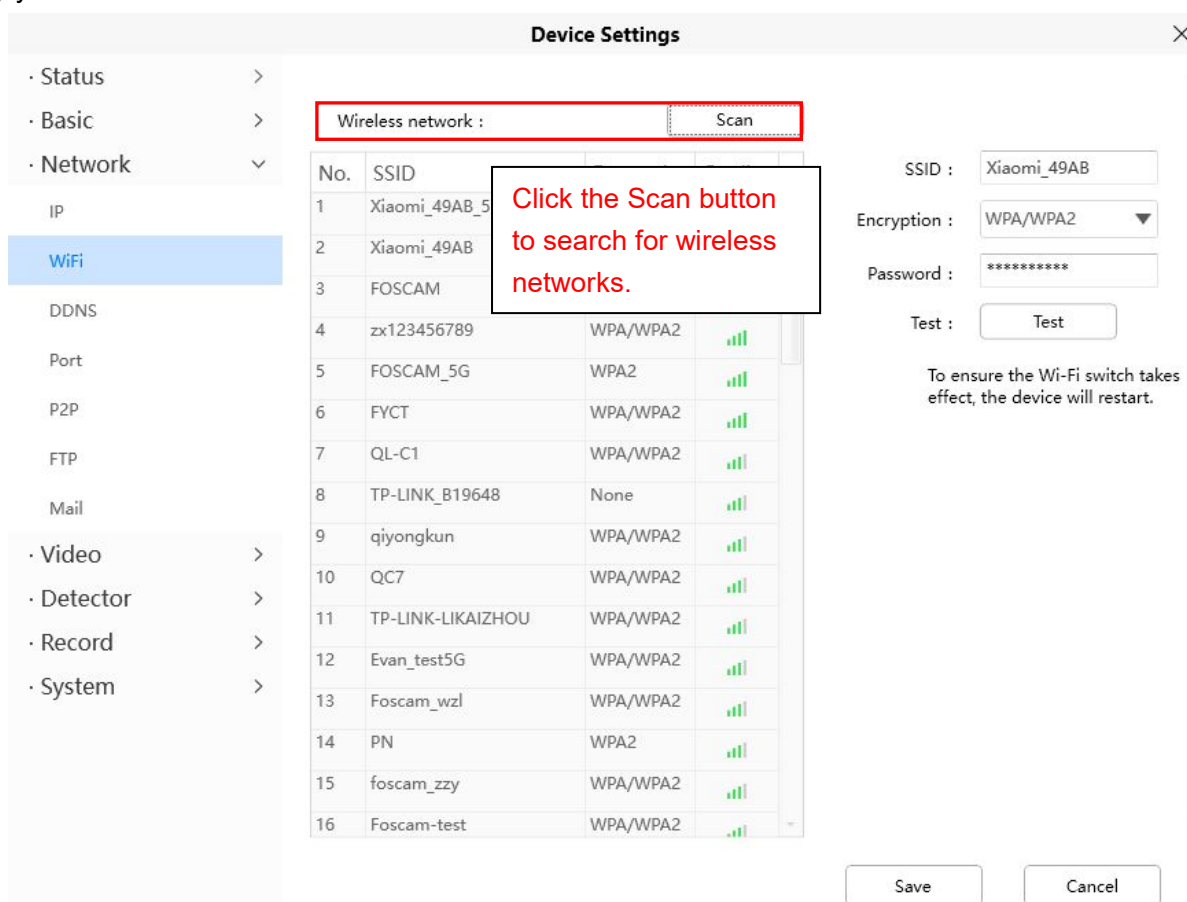 Device Settings
· Status
· Basic
· Network
IP
WiFi
DDNS
Port
P2P
FTP
Mail
· Video
· Detector
· Record
· System
Wireless network : Scan
No. SSID
1 Xiaomi_49AB_5
2 Xiaomi_49AB
3 FOSCAM
4 zx123456789 WPA/WPA2
5 FOSCAM_5G WPA2
6 FYCT WPA/WPA2
7 QL-C1 WPA/WPA2
8 TP-LINK_B19648 None
9 qiyongkun WPA/WPA2
10 QC7 WPA/WPA2
11 TP-LINK-LIKAIZHOU WPA/WPA2
12 Evan_test5G WPA/WPA2
13 Foscam_wzl WPA/WPA2
14 PN WPA2
15 foscam_zzy WPA/WPA2
16 Foscam-test WPA/WPA2
Click the Scan button
to search for wireless
networks.
SSID : Xiaomi_49AB
Encryption : WPA/WPA2
Password : **********
Test : Test
To ensure the Wi-Fi switch takes
effect, the device will restart.
Save Cancel